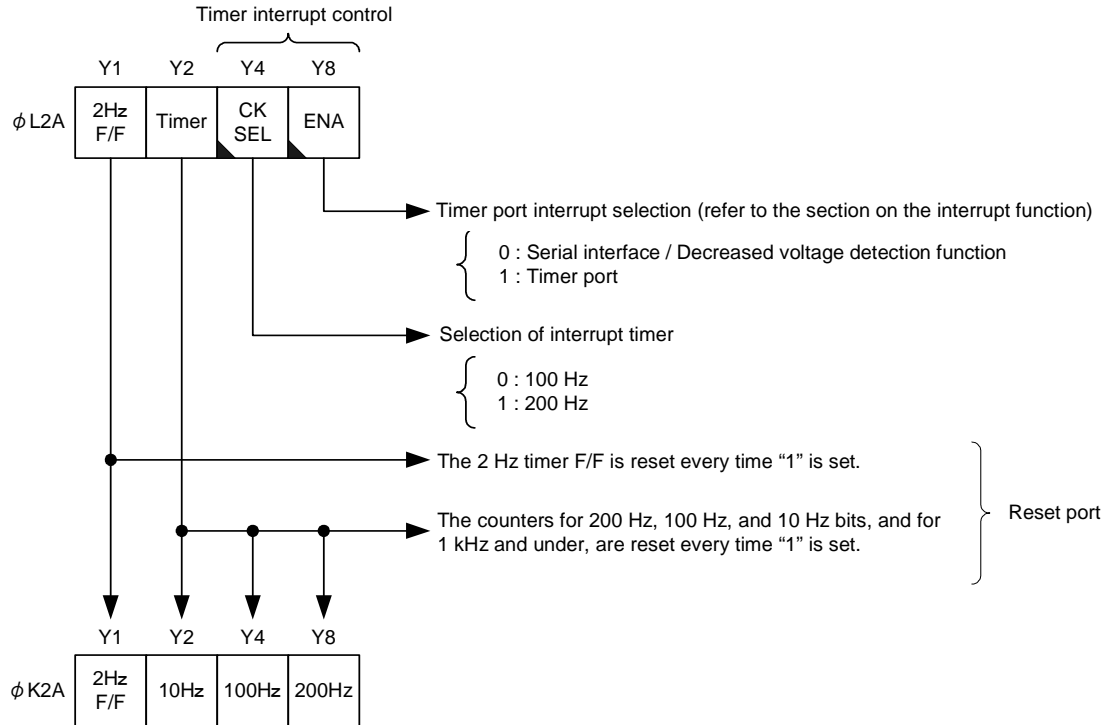 Timer interrupt control
Y1 Y2 Y4 Y8
ϕL2A 2Hz F/F Timer CK SEL ENA
Timer port interrupt selection (refer to the section on the interrupt function)
0 : Serial interface / Decreased voltage detection function
1 : Timer port
Selection of interrupt timer
0 : 100 Hz
1 : 200 Hz
The 2 Hz timer F/F is reset every time “1” is set.
The counters for 200 Hz, 100 Hz, and 10 Hz bits, and for
1 kHz and under, are reset every time “1” is set.
Reset port
Y1 Y2 Y4 Y8
ϕK2A 2Hz F/F 10Hz 100Hz 200Hz